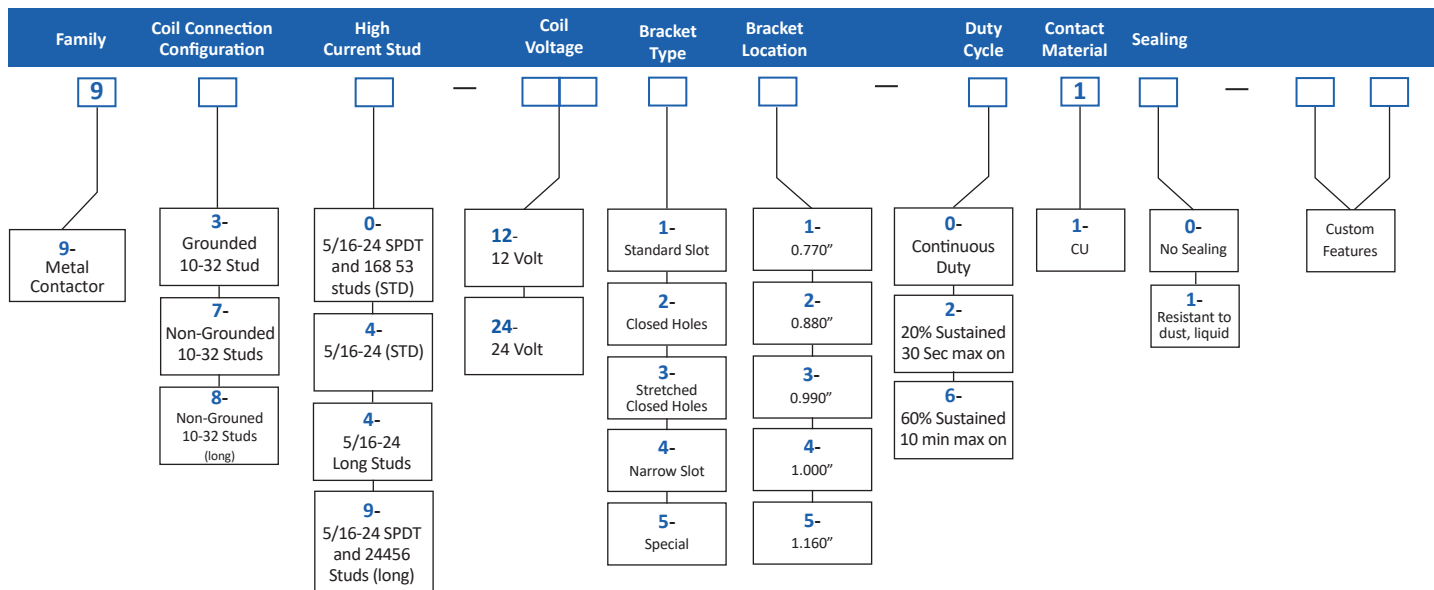 Family
Coil Connection
Configuration
High
Current Stud
Coil
Voltage
Bracket
Type
Bracket
Location
Duty
Cycle
Contact
Material
Sealing
9
—
—
1
—
9-
Metal
Contactor
3-
Grounded
10-32 Stud
7-
Non-Grounded
10-32 Studs
8-
Non-Grouned
10-32 Studs
(long)
0-
5/16-24 SPDT
and 168 53
studs (STD)
4-
5/16-24 (STD)
4-
5/16-24
Long Studs
9-
5/16-24 SPDT
and 24456
Studs (long)
12-
12 Volt
24-
24 Volt
1-
Standard Slot
2-
Closed Holes
3-
Stretched
Closed Holes
4-
Narrow Slot
5-
Special
1-
0.770”
2-
0.880”
3-
0.990”
4-
1.000”
5-
1.160”
0-
Continuous
Duty
2-
20% Sustained
30 Sec max on
6-
60% Sustained
10 min max on
1-
CU
0-
No Sealing
1-
Resistant to
dust, liquid
Custom
Features